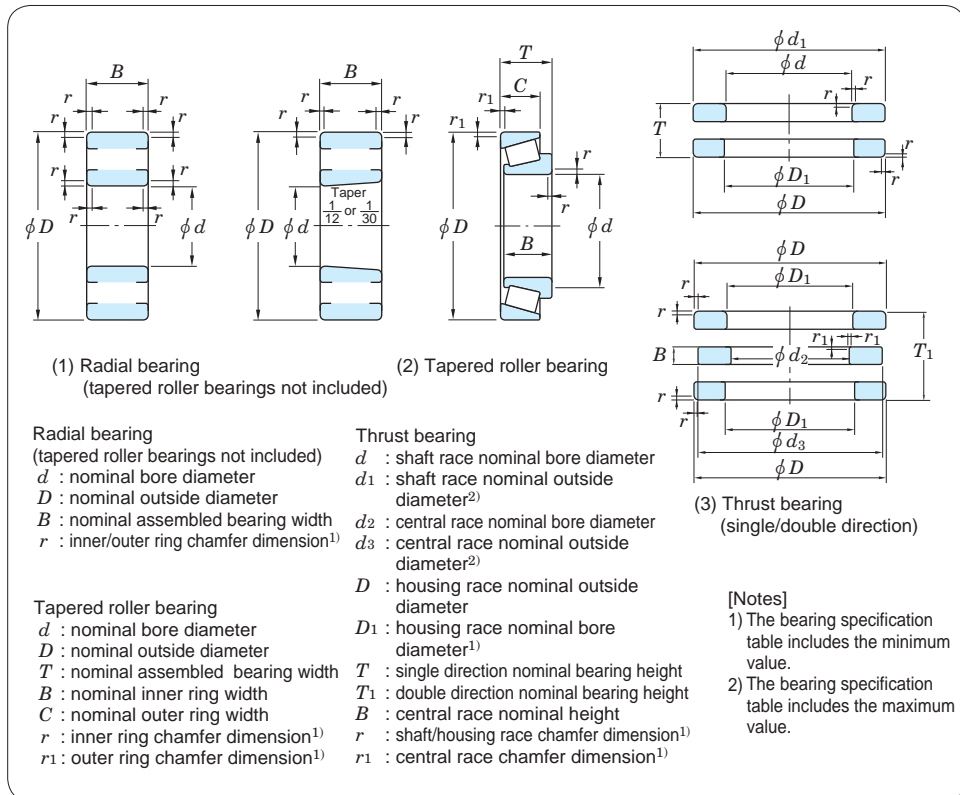 B
r
r
r
r
r
r
r
r
φD
φd
B
r
r
r
r
Taper
1/12 or 1/30
φD
φd
T
C
r1
r1
r
r
φD
φd
B
φd1
φd
r
r
T
r
r
φD1
φD
φD
φD1
r
r
r1
r1
B
φd2
T1
r
r
φD1
φd3
φD
(1) Radial bearing
(tapered roller bearings not included)
(2) Tapered roller bearing
(3) Thrust bearing
(single/double direction)
Radial bearing
(tapered roller bearings not included)
d : nominal bore diameter
D : nominal outside diameter
B : nominal assembled bearing width
r : inner/outer ring chamfer dimension1)
Tapered roller bearing
d : nominal bore diameter
D : nominal outside diameter
T : nominal assembled bearing width
B : nominal inner ring width
C : nominal outer ring width
r : inner ring chamfer dimension1)
r1 : outer ring chamfer dimension1)
Thrust bearing
d : shaft race nominal bore diameter
d1 : shaft race nominal outside
diameter2)
d2 : central race nominal bore diameter
d3 : central race nominal outside
diameter2)
D : housing race nominal outside
diameter
D1 : housing race nominal bore
diameter1)
T : single direction nominal bearing height
T1 : double direction nominal bearing height
B : central race nominal height
r : shaft/housing race chamfer dimension1)
r1 : central race chamfer dimension1)
[Notes]
1) The bearing specification
table includes the minimum
value.
2) The bearing specification
table includes the maximum
value.